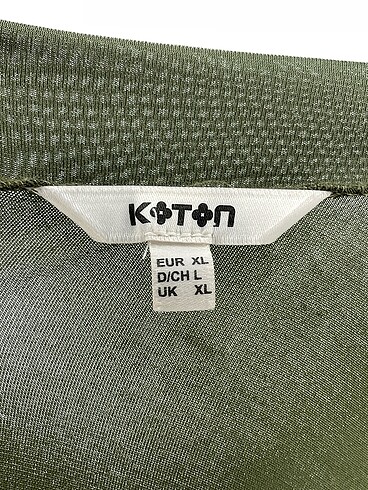 KOTON
EUR XL
D/CH L
UK XL